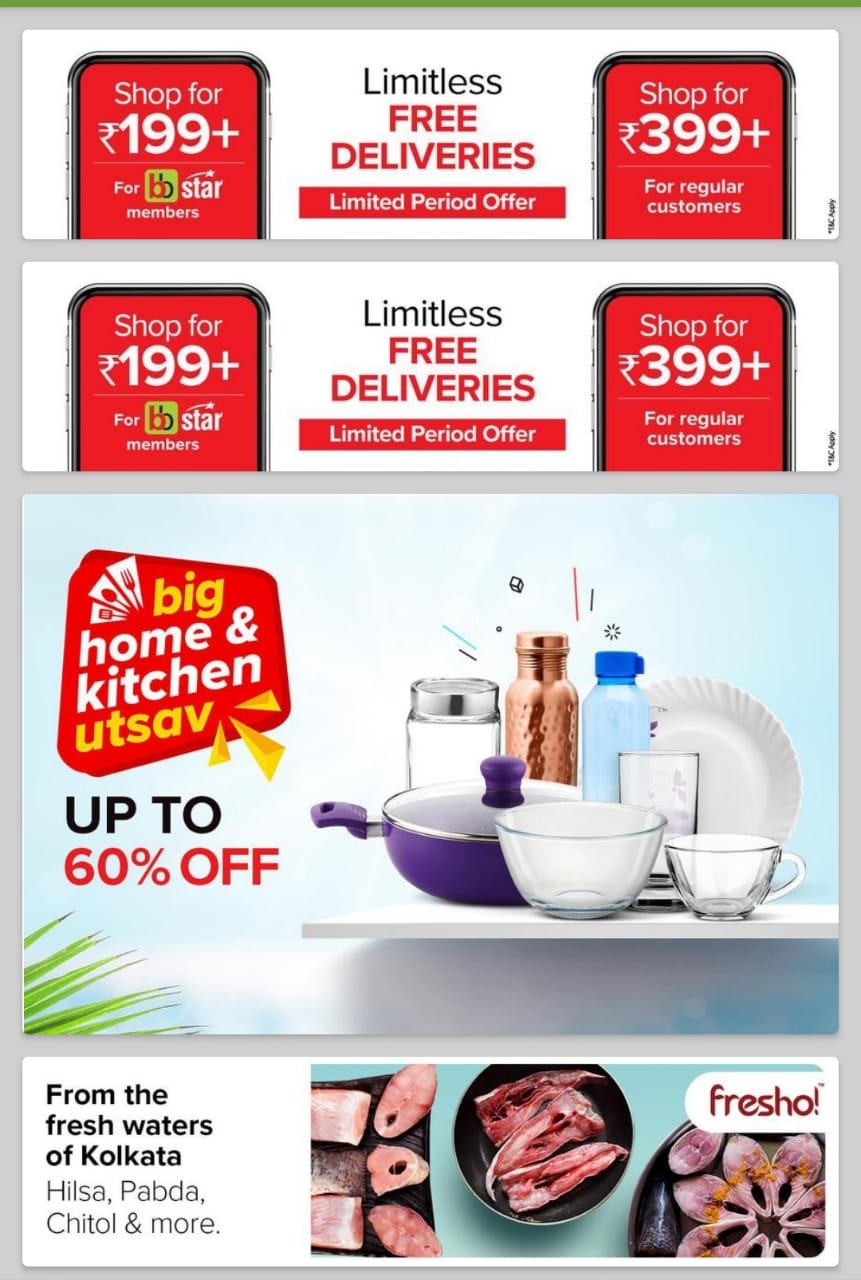 Shop for
₹199+
For bb star
members
Limitless
FREE
DELIVERIES
Limited Period Offer
Shop for
₹399+
For regular
customers
*T&C Apply
Shop for
₹199+
For bb star
members
Limitless
FREE
DELIVERIES
Limited Period Offer
Shop for
₹399+
For regular
customers
*T&C Apply
big
home &
kitchen
utsav
UP TO
60% OFF
From the
fresh waters
of Kolkata
Hilsa, Pabda,
Chitol & more.
fresho!™